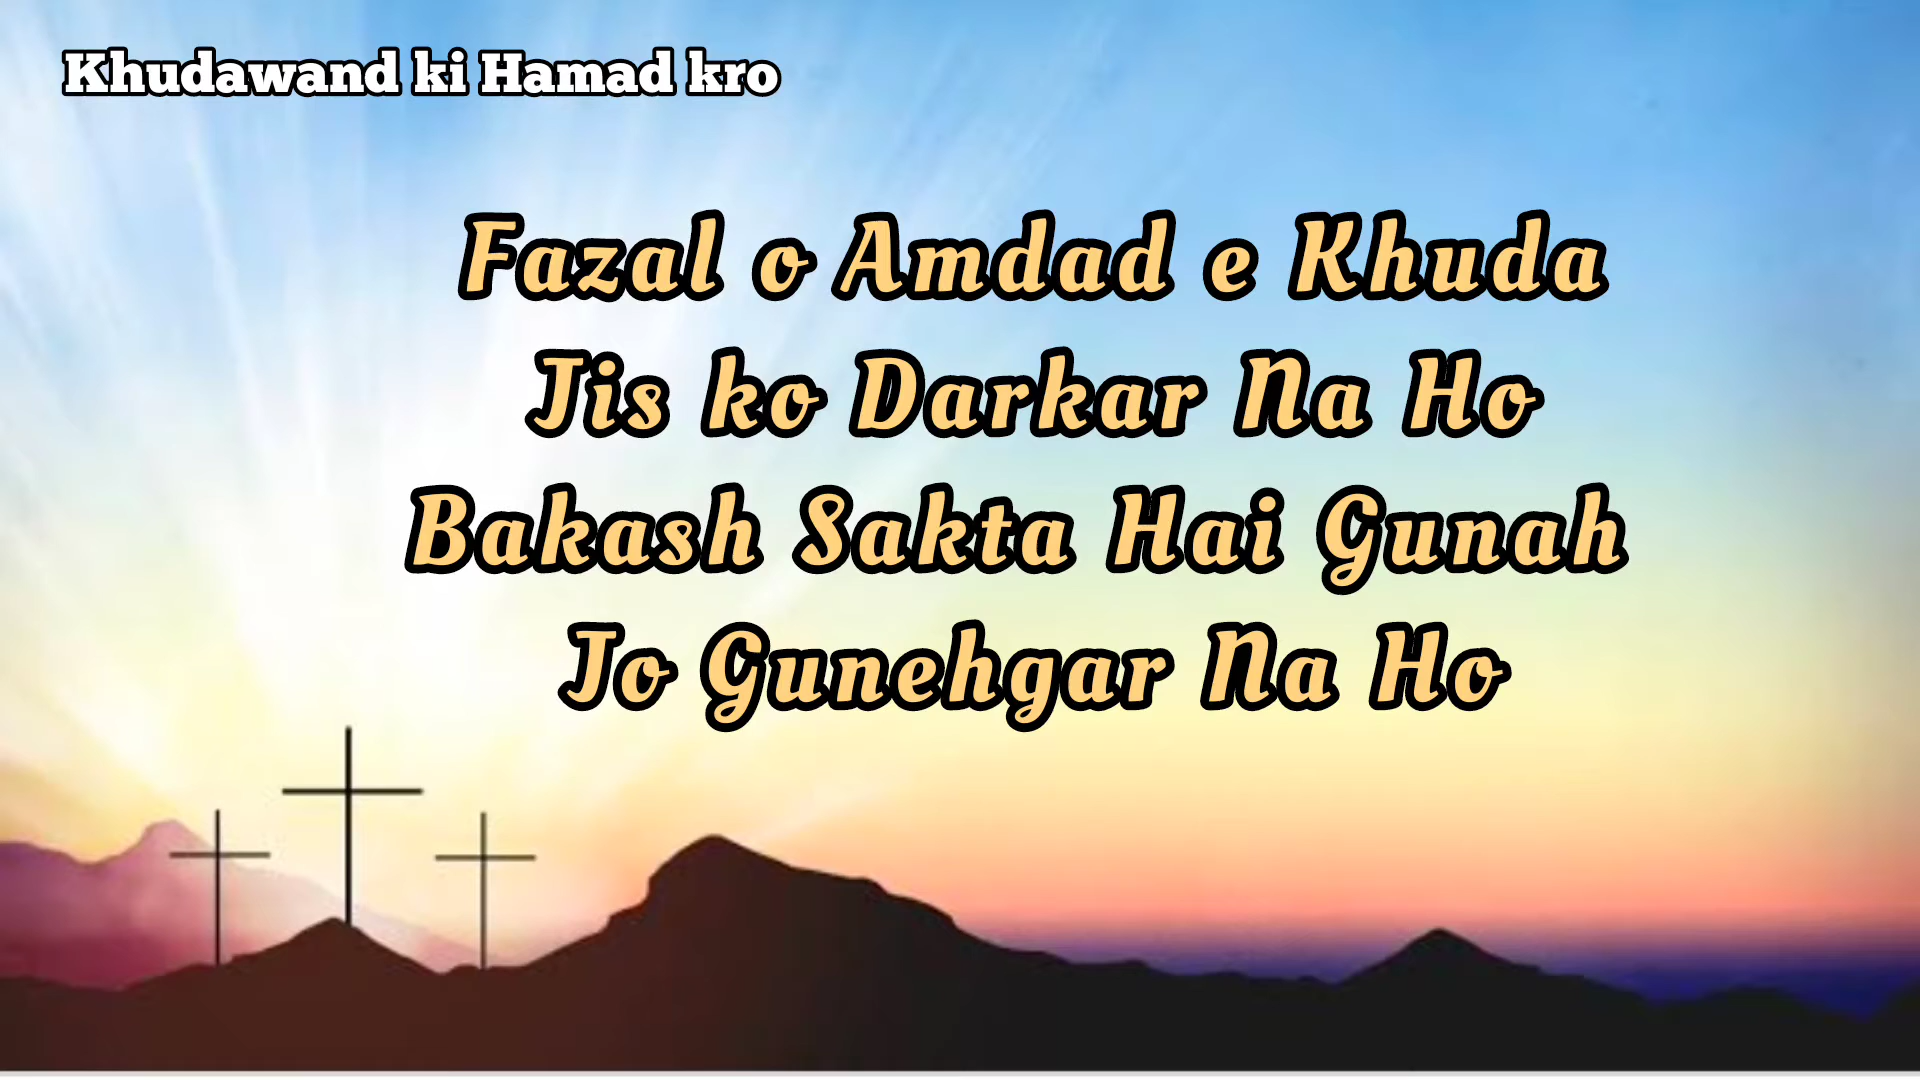 Khudawand ki Hamad kro
Fazal o Amdad e Khuda
Jis ko Darkar Na Ho
Bakash Sakta Hai Gunah
Jo Gunehgar Na Ho